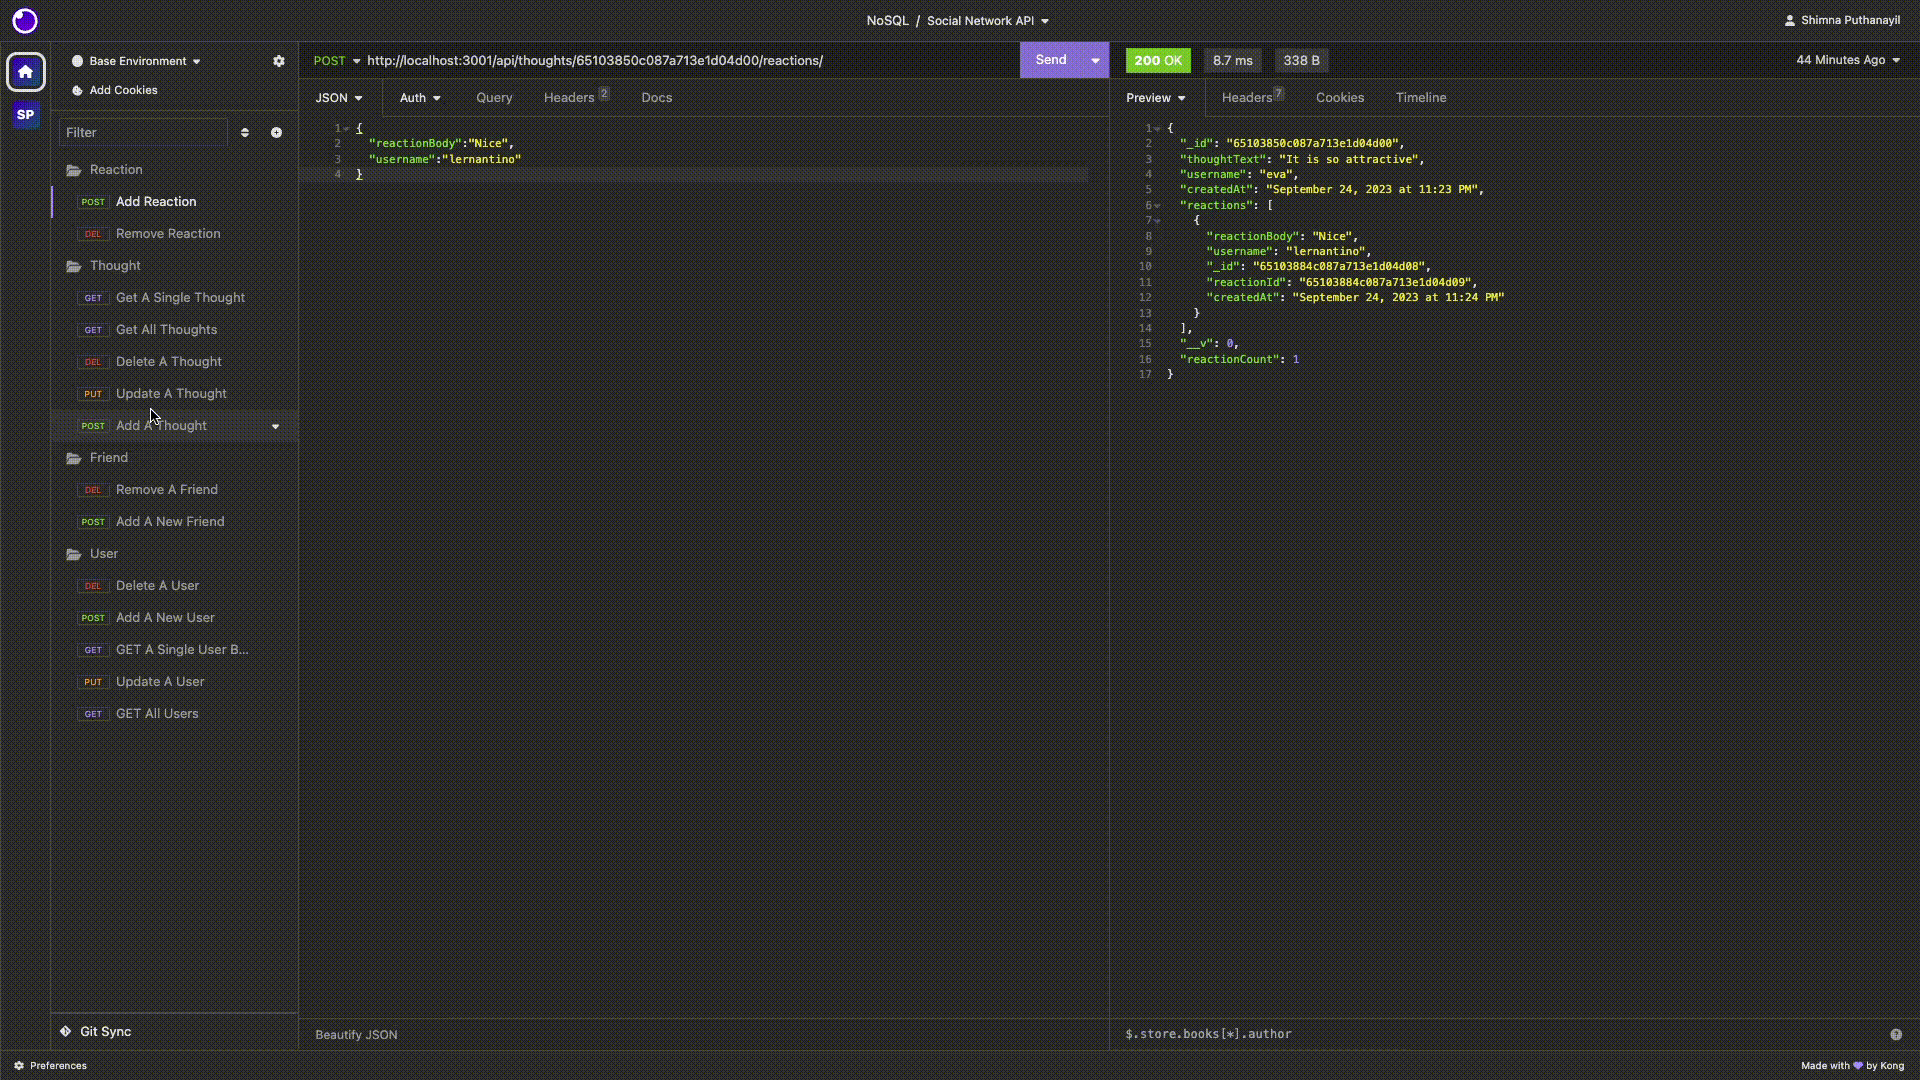 NoSQL / Social Network API
Shimna Puthanayil
Base Environment
Add Cookies
SP
Filter
Reaction
POST Add Reaction
DEL Remove Reaction
Thought
GET Get A Single Thought
GET Get All Thoughts
DEL Delete A Thought
PUT Update A Thought
POST Add A Thought
Friend
DEL Remove A Friend
POST Add A New Friend
User
DEL Delete A User
POST Add A New User
GET GET A Single User B...
PUT Update A User
GET GET All Users
Git Sync
POST http://localhost:3001/api/thoughts/65103850c087a713e1d04d00/reactions/ Send
JSON Auth Query Headers 2 Docs
1 {
2 "reactionBody":"Nice",
3 "username":"lernantino"
4 }
Beautify JSON
200 OK 8.7 ms 338 B 44 Minutes Ago
Preview Headers 7 Cookies Timeline
1 {
2 "_id": "65103850c087a713e1d04d00",
3 "thoughtText": "It is so attractive",
4 "username": "eva",
5 "createdAt": "September 24, 2023 at 11:23 PM",
6 "reactions": [
7 {
8 "reactionBody": "Nice",
9 "username": "lernantino",
10 "_id": "65103884c087a713e1d04d08",
11 "reactionId": "65103884c087a713e1d04d09",
12 "createdAt": "September 24, 2023 at 11:24 PM"
13 }
14 ],
15 "__v": 0,
16 "reactionCount": 1
17 }
$.store.books[*].author
?
Preferences
Made with 💜 by Kong